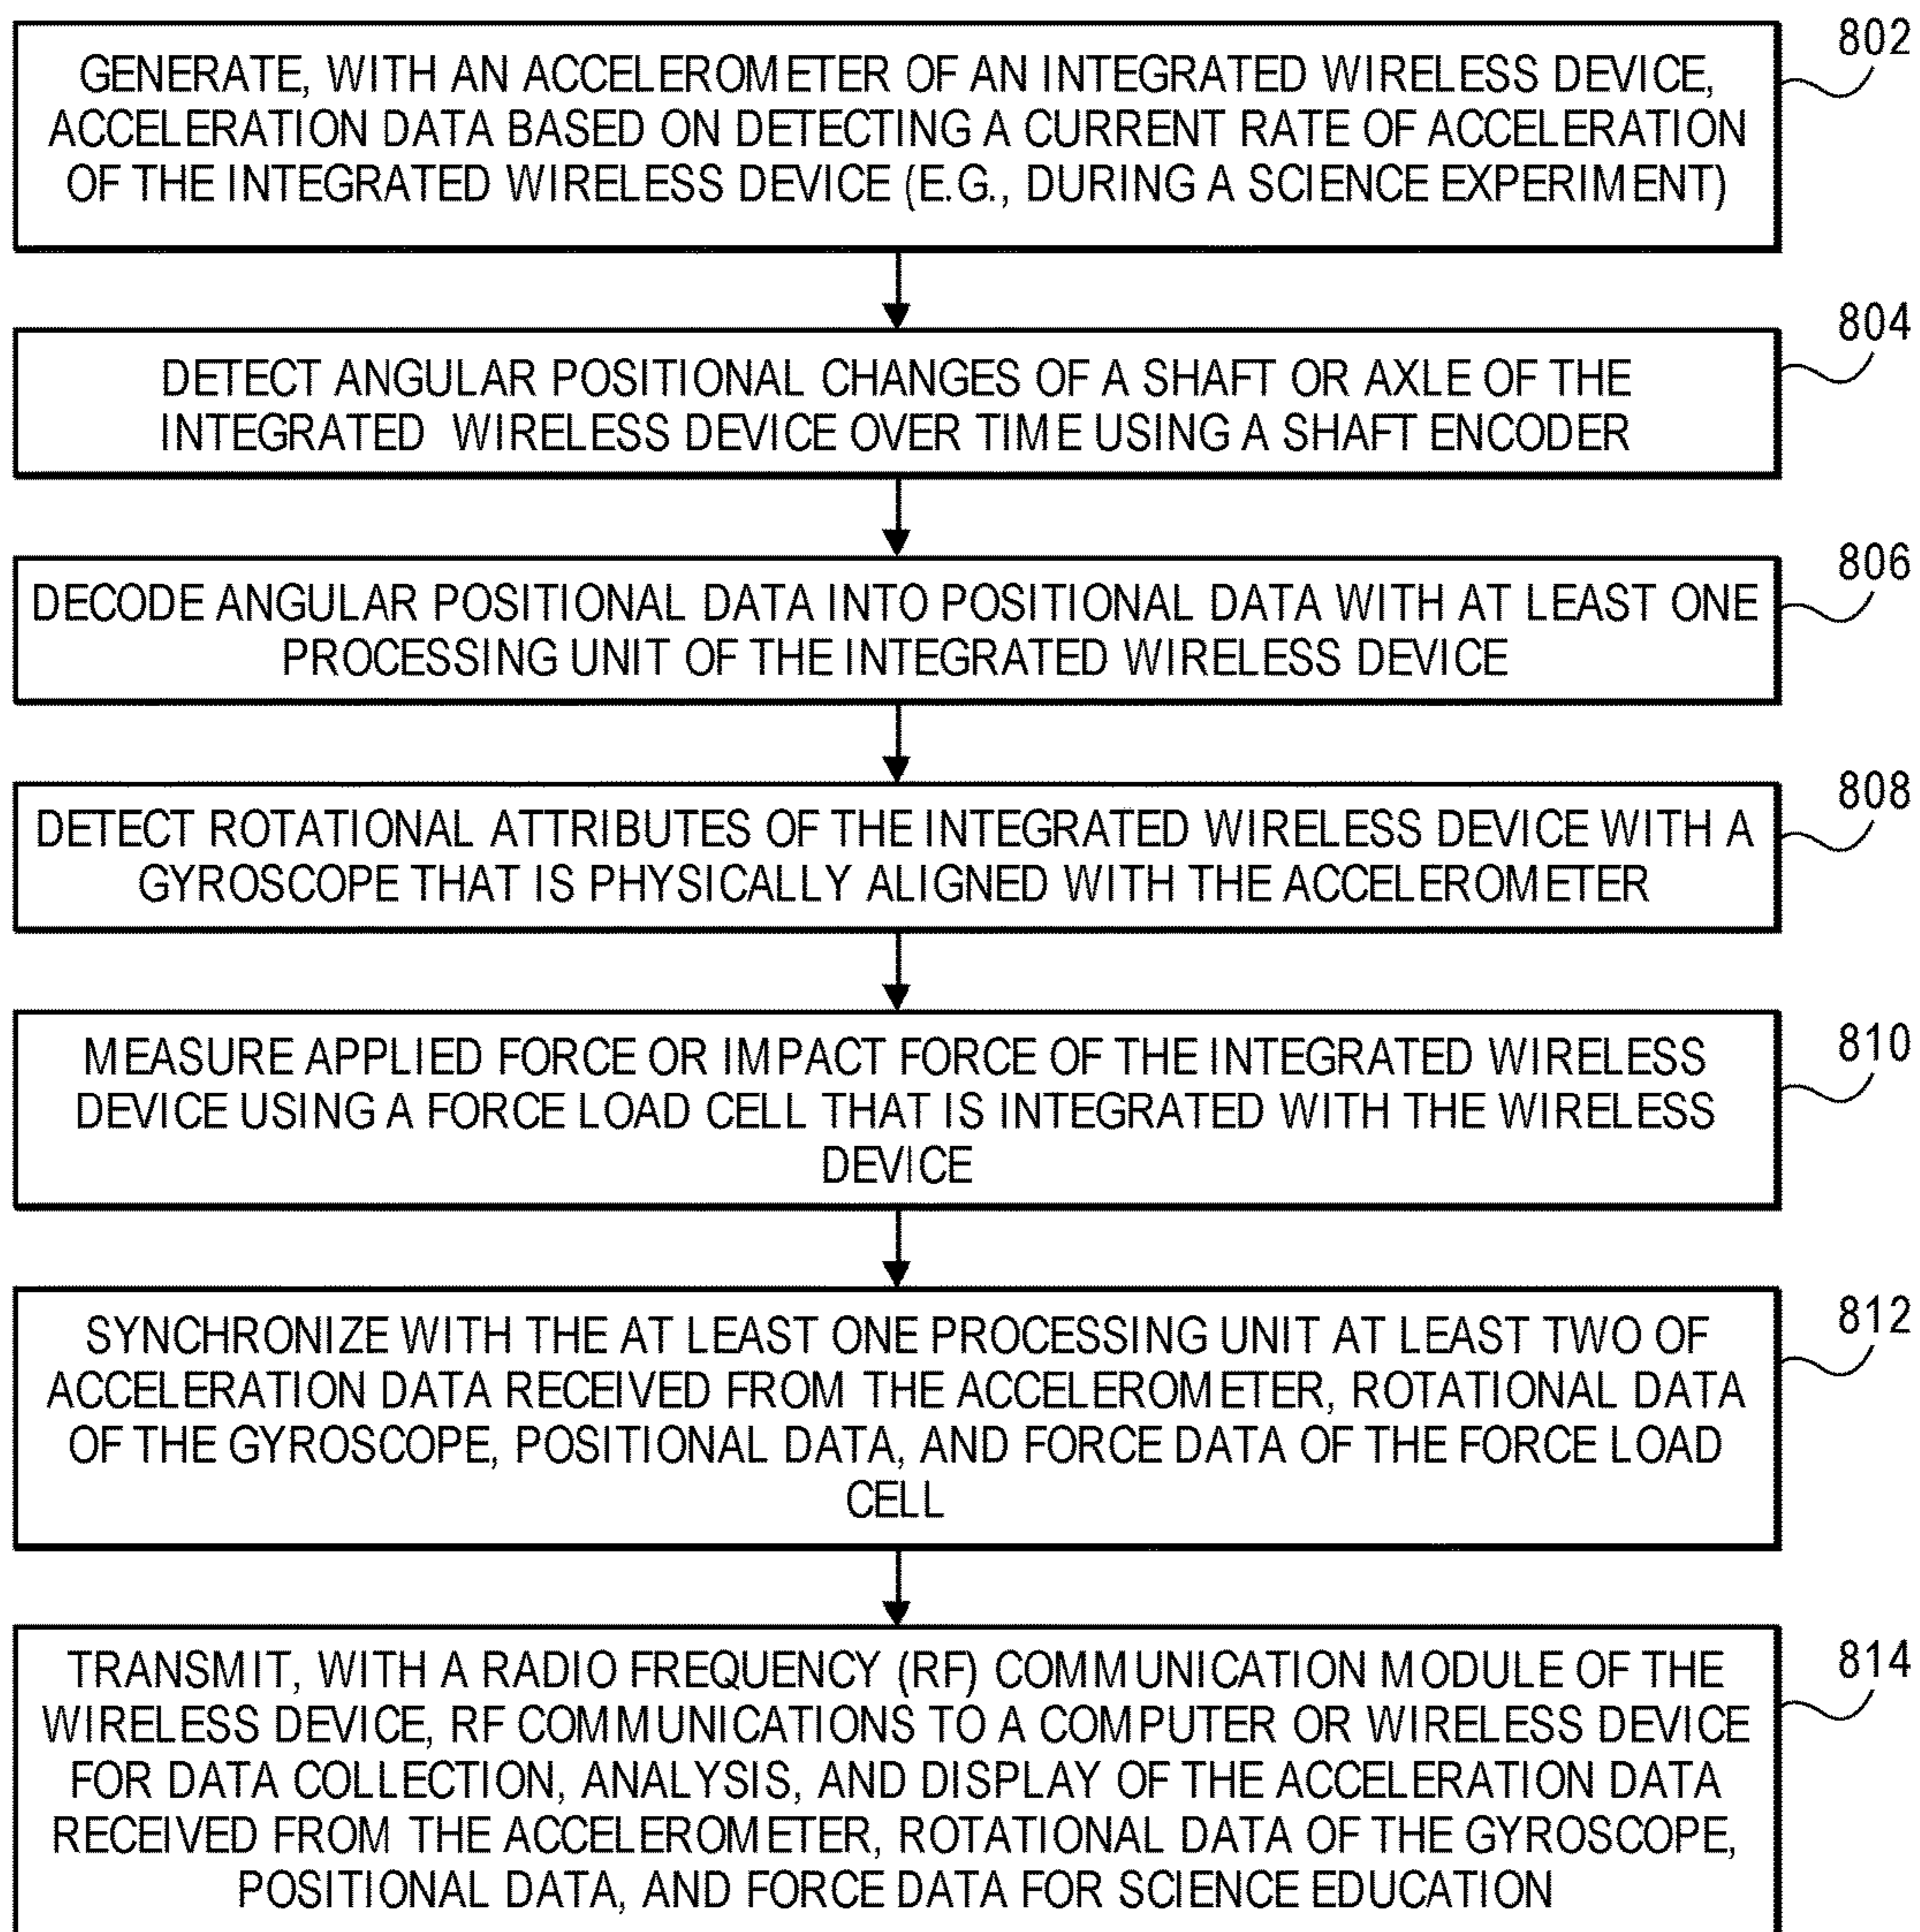 802
GENERATE, WITH AN ACCELEROMETER OF AN INTEGRATED WIRELESS DEVICE,
ACCELERATION DATA BASED ON DETECTING A CURRENT RATE OF ACCELERATION
OF THE INTEGRATED WIRELESS DEVICE (E.G., DURING A SCIENCE EXPERIMENT)
804
DETECT ANGULAR POSITIONAL CHANGES OF A SHAFT OR AXLE OF THE
INTEGRATED WIRELESS DEVICE OVER TIME USING A SHAFT ENCODER
806
DECODE ANGULAR POSITIONAL DATA INTO POSITIONAL DATA WITH AT LEAST ONE
PROCESSING UNIT OF THE INTEGRATED WIRELESS DEVICE
808
DETECT ROTATIONAL ATTRIBUTES OF THE INTEGRATED WIRELESS DEVICE WITH A
GYROSCOPE THAT IS PHYSICALLY ALIGNED WITH THE ACCELEROMETER
810
MEASURE APPLIED FORCE OR IMPACT FORCE OF THE INTEGRATED WIRELESS
DEVICE USING A FORCE LOAD CELL THAT IS INTEGRATED WITH THE WIRELESS
DEVICE
812
SYNCHRONIZE WITH THE AT LEAST ONE PROCESSING UNIT AT LEAST TWO OF
ACCELERATION DATA RECEIVED FROM THE ACCELEROMETER, ROTATIONAL DATA
OF THE GYROSCOPE, POSITIONAL DATA, AND FORCE DATA OF THE FORCE LOAD
CELL
814
TRANSMIT, WITH A RADIO FREQUENCY (RF) COMMUNICATION MODULE OF THE
WIRELESS DEVICE, RF COMMUNICATIONS TO A COMPUTER OR WIRELESS DEVICE
FOR DATA COLLECTION, ANALYSIS, AND DISPLAY OF THE ACCELERATION DATA
RECEIVED FROM THE ACCELEROMETER, ROTATIONAL DATA OF THE GYROSCOPE,
POSITIONAL DATA, AND FORCE DATA FOR SCIENCE EDUCATION